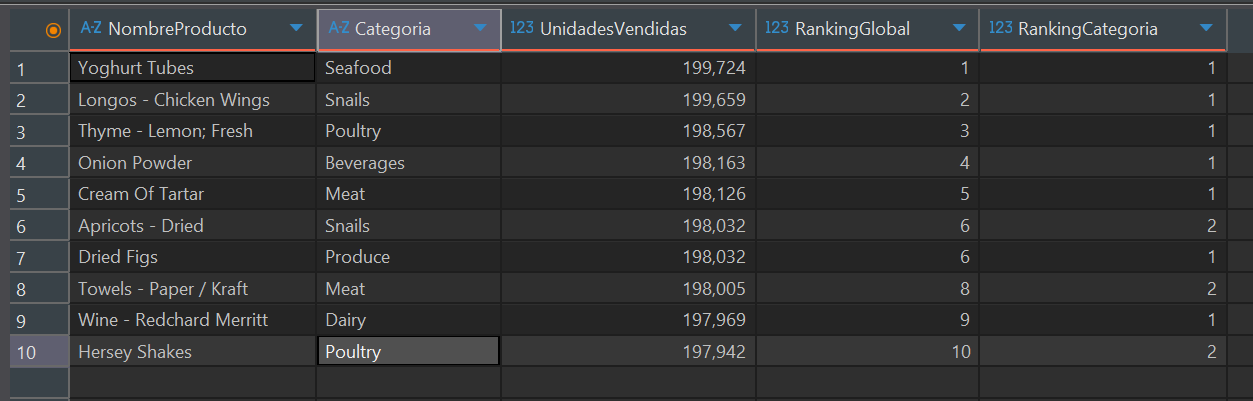 A-Z NombreProducto A-Z Categoria 123 UnidadesVendidas 123 RankingGlobal 123 RankingCategoria
1 Yoghurt Tubes Seafood 199,724 1 1
2 Longos - Chicken Wings Snails 199,659 2 1
3 Thyme - Lemon; Fresh Poultry 198,567 3 1
4 Onion Powder Beverages 198,163 4 1
5 Cream Of Tartar Meat 198,126 5 1
6 Apricots - Dried Snails 198,032 6 2
7 Dried Figs Produce 198,032 6 1
8 Towels - Paper / Kraft Meat 198,005 8 2
9 Wine - Redchard Merritt Dairy 197,969 9 1
10 Hersey Shakes Poultry 197,942 10 2